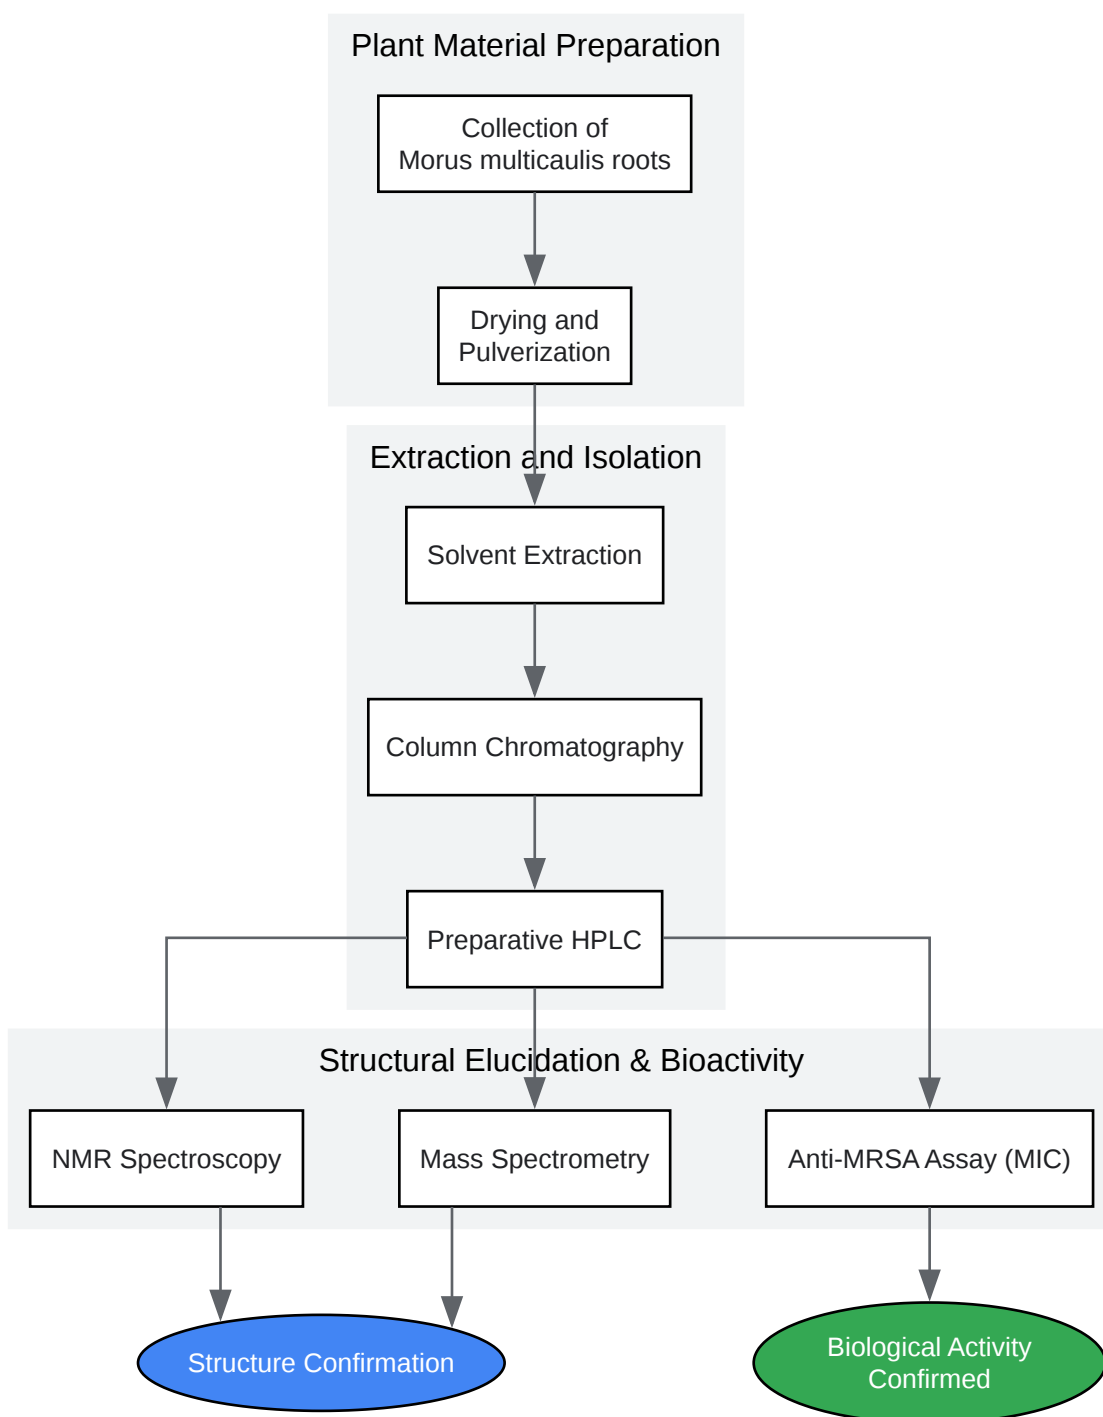 Plant Material Preparation
Collection of
Morus multicaulis roots
Drying and
Pulverization
Extraction and Isolation
Solvent Extraction
Column Chromatography
Preparative HPLC
Structural Elucidation & Bioactivity
NMR Spectroscopy
Mass Spectrometry
Anti-MRSA Assay (MIC)
Structure Confirmation
Biological Activity
Confirmed